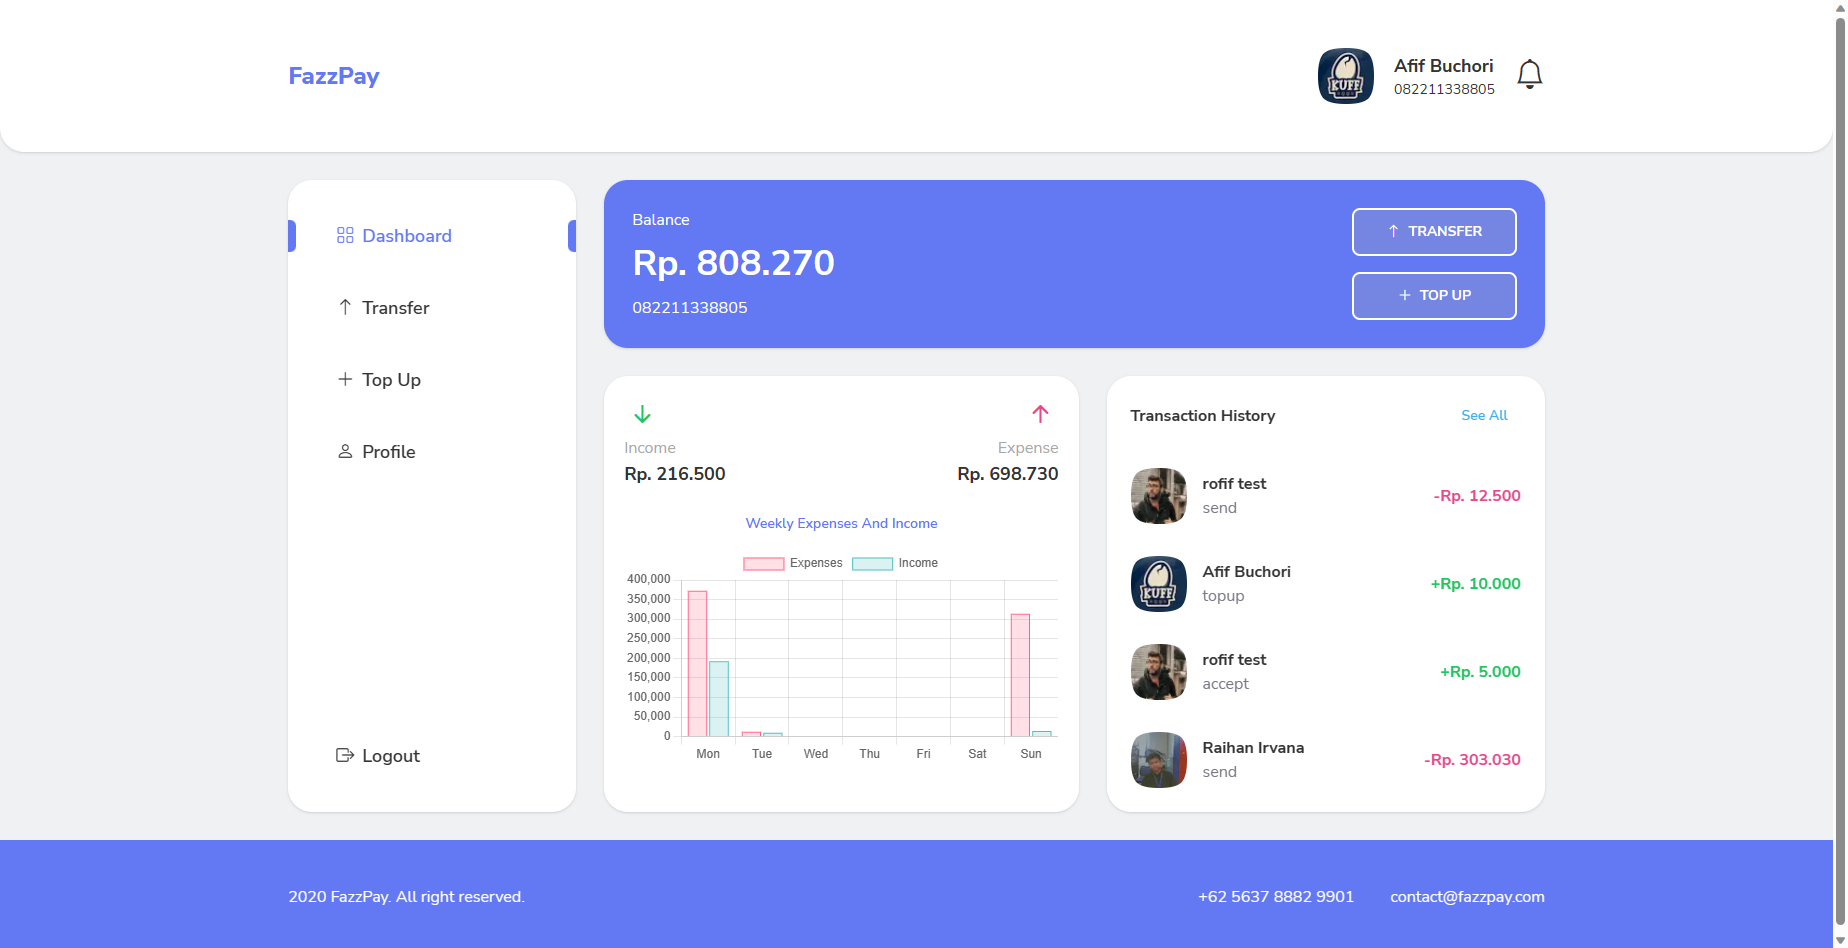 FazzPay
KUFF
Afif Buchori
082211338805
Dashboard
Transfer
Top Up
Profile
Logout
Balance
Rp. 808.270
082211338805
TRANSFER
TOP UP
Income
Rp. 216.500
Expense
Rp. 698.730
Weekly Expenses And Income
Expenses
Income
400,000
350,000
300,000
250,000
200,000
150,000
100,000
50,000
0
Mon Tue Wed Thu Fri Sat Sun
Transaction History
See All
rofif test
send
-Rp. 12.500
KUFF
Afif Buchori
topup
+Rp. 10.000
rofif test
accept
+Rp. 5.000
Raihan Irvana
send
-Rp. 303.030
2020 FazzPay. All right reserved.
+62 5637 8882 9901
contact@fazzpay.com